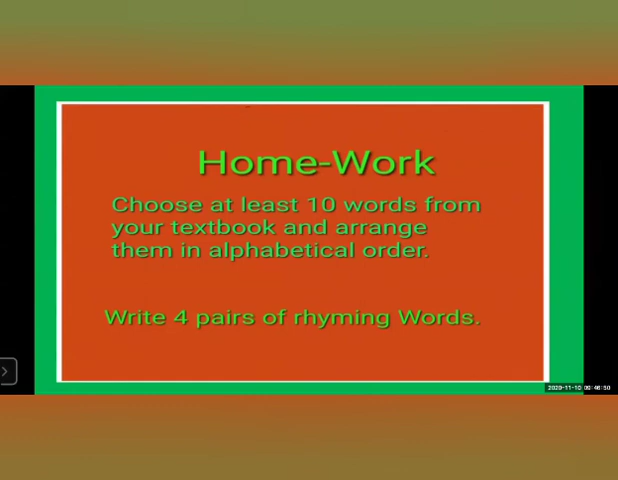 Home-Work
Choose at least 10 words from
your textbook and arrange
them in alphabetical order.
Write 4 pairs of rhyming Words.
2020-11-10 09:46:50